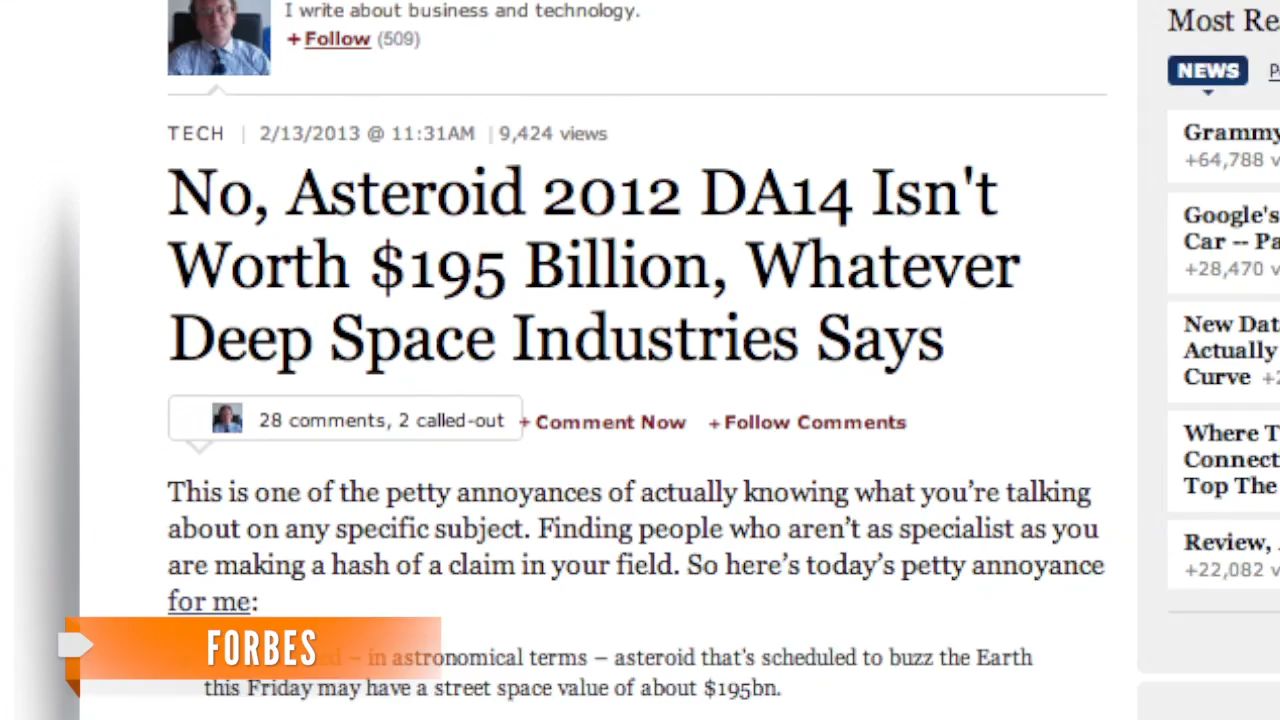 I write about business and technology.
+ Follow (509)
TECH | 2/13/2013 @ 11:31AM | 9,424 views
No, Asteroid 2012 DA14 Isn't
Worth $195 Billion, Whatever
Deep Space Industries Says
28 comments, 2 called-out
+ Comment Now + Follow Comments
This is one of the petty annoyances of actually knowing what you're talking
about on any specific subject. Finding people who aren't as specialist as you
are making a hash of a claim in your field. So here's today's petty annoyance
for me:
– in astronomical terms – asteroid that's scheduled to buzz the Earth
this Friday may have a street space value of about $195bn.
FORBES
Most
NEWS
Grammy
+64,788
Google's
Car --
+28,470
New
Actually
Curve
Where
Connect
Top The
Review,
+22,082